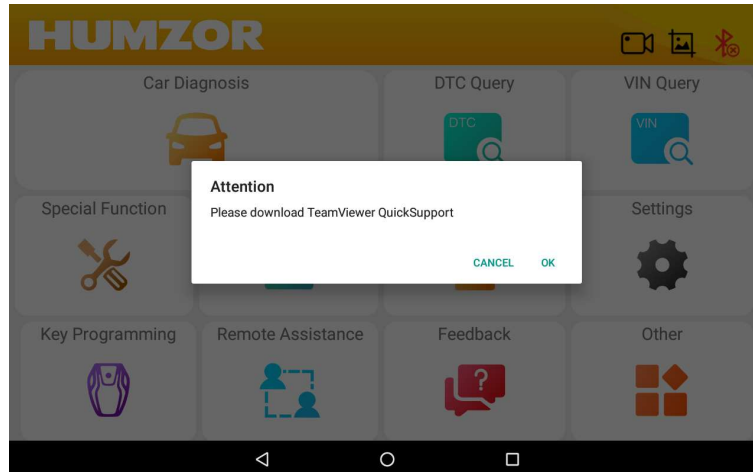 HUMZOR
Car Diagnosis
DTC Query
VIN Query
DTC
VIN
Attention
Please download TeamViewer QuickSupport
CANCEL OK
Special Function
Settings
Key Programming
Remote Assistance
Feedback
Other